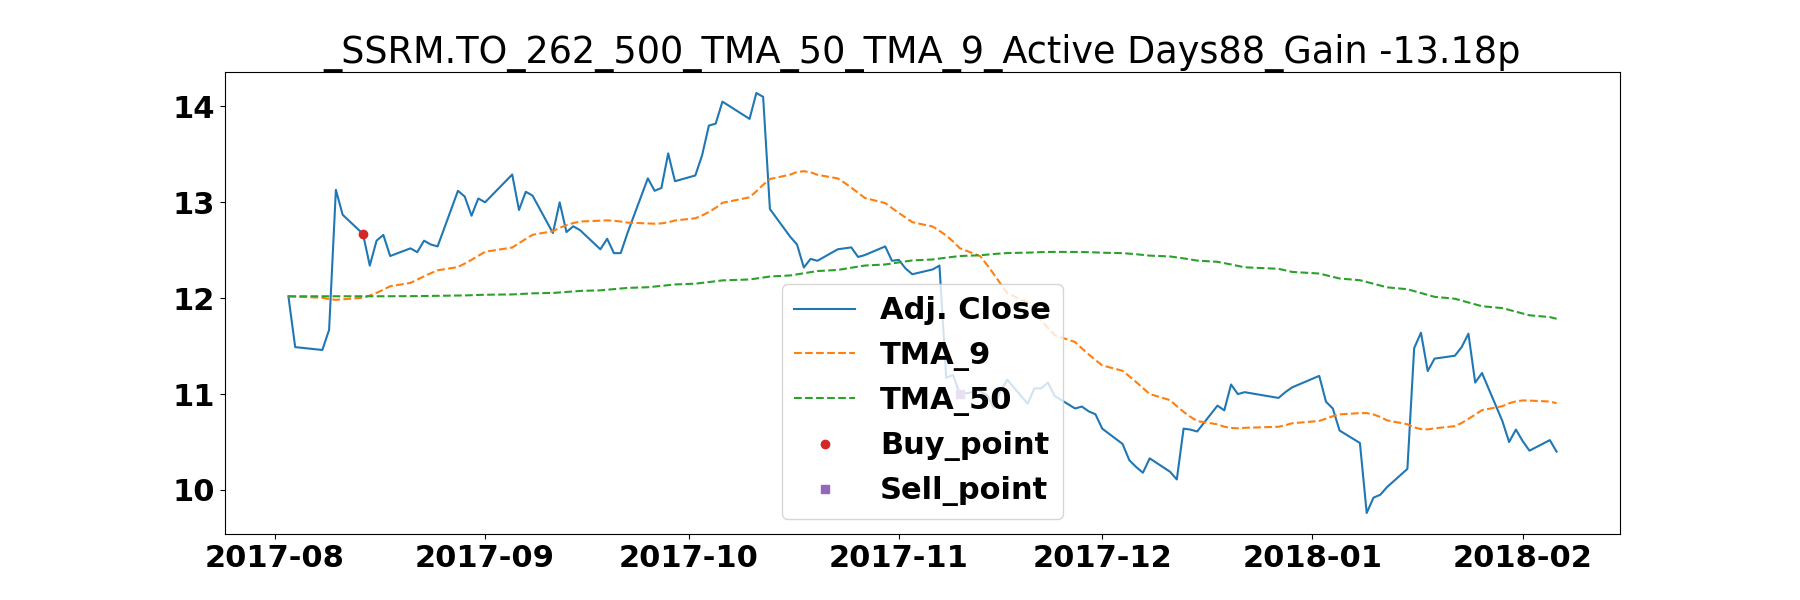 _SSRM.TO_262_500_TMA_50_TMA_9_Active Days88_Gain -13.18p
14
13
12
11
10
Adj. Close
TMA_9
TMA_50
Buy_point
Sell_point
2017-08 2017-09 2017-10 2017-11 2017-12 2018-01 2018-02